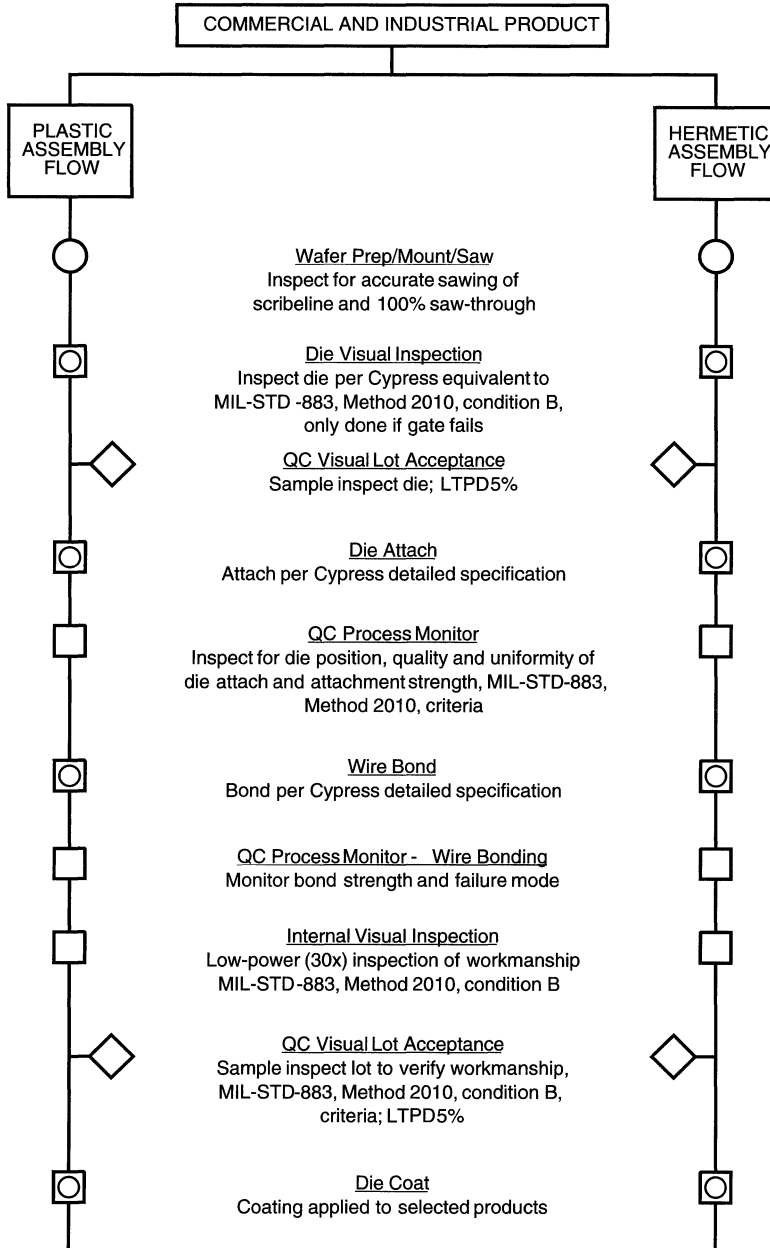 COMMERCIAL AND INDUSTRIAL PRODUCT
PLASTIC
ASSEMBLY
FLOW
HERMETIC
ASSEMBLY
FLOW
Wafer Prep/Mount/Saw
Inspect for accurate sawing of
scribeline and 100% saw-through
Die Visual Inspection
Inspect die per Cypress equivalent to
MIL-STD -883, Method 2010, condition B,
only done if gate fails
QC Visual Lot Acceptance
Sample inspect die; LTPD5%
Die Attach
Attach per Cypress detailed specification
QC Process Monitor
Inspect for die position, quality and uniformity of
die attach and attachment strength, MIL-STD-883,
Method 2010, criteria
Wire Bond
Bond per Cypress detailed specification
QC Process Monitor - Wire Bonding
Monitor bond strength and failure mode
Internal Visual Inspection
Low-power (30x) inspection of workmanship
MIL-STD -883, Method 2010, condition B
QC Visual Lot Acceptance
Sample inspect lot to verify workmanship,
MIL-STD-883, Method 2010, condition B,
criteria; LTPD5%
Die Coat
Coating applied to selected products